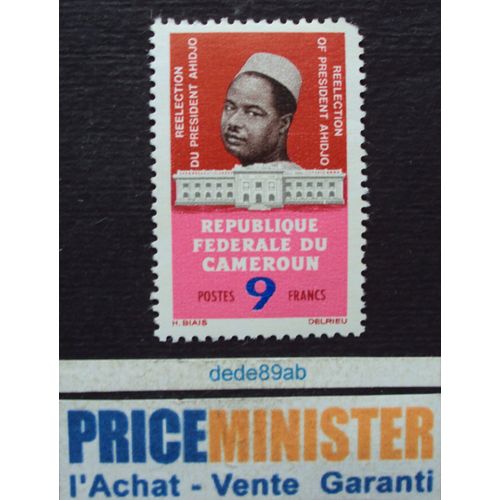 REELECTION
DU PRESIDENT AHIDJO
REELECTION
OF PRESIDENT AHIDJO
REPUBLIQUE
FEDERALE DU
CAMEROUN
POSTES 9 FRANCS
H. BIAIS DELRIEU
dede89ab
PRICEMINISTER
l'Achat - Vente Garanti